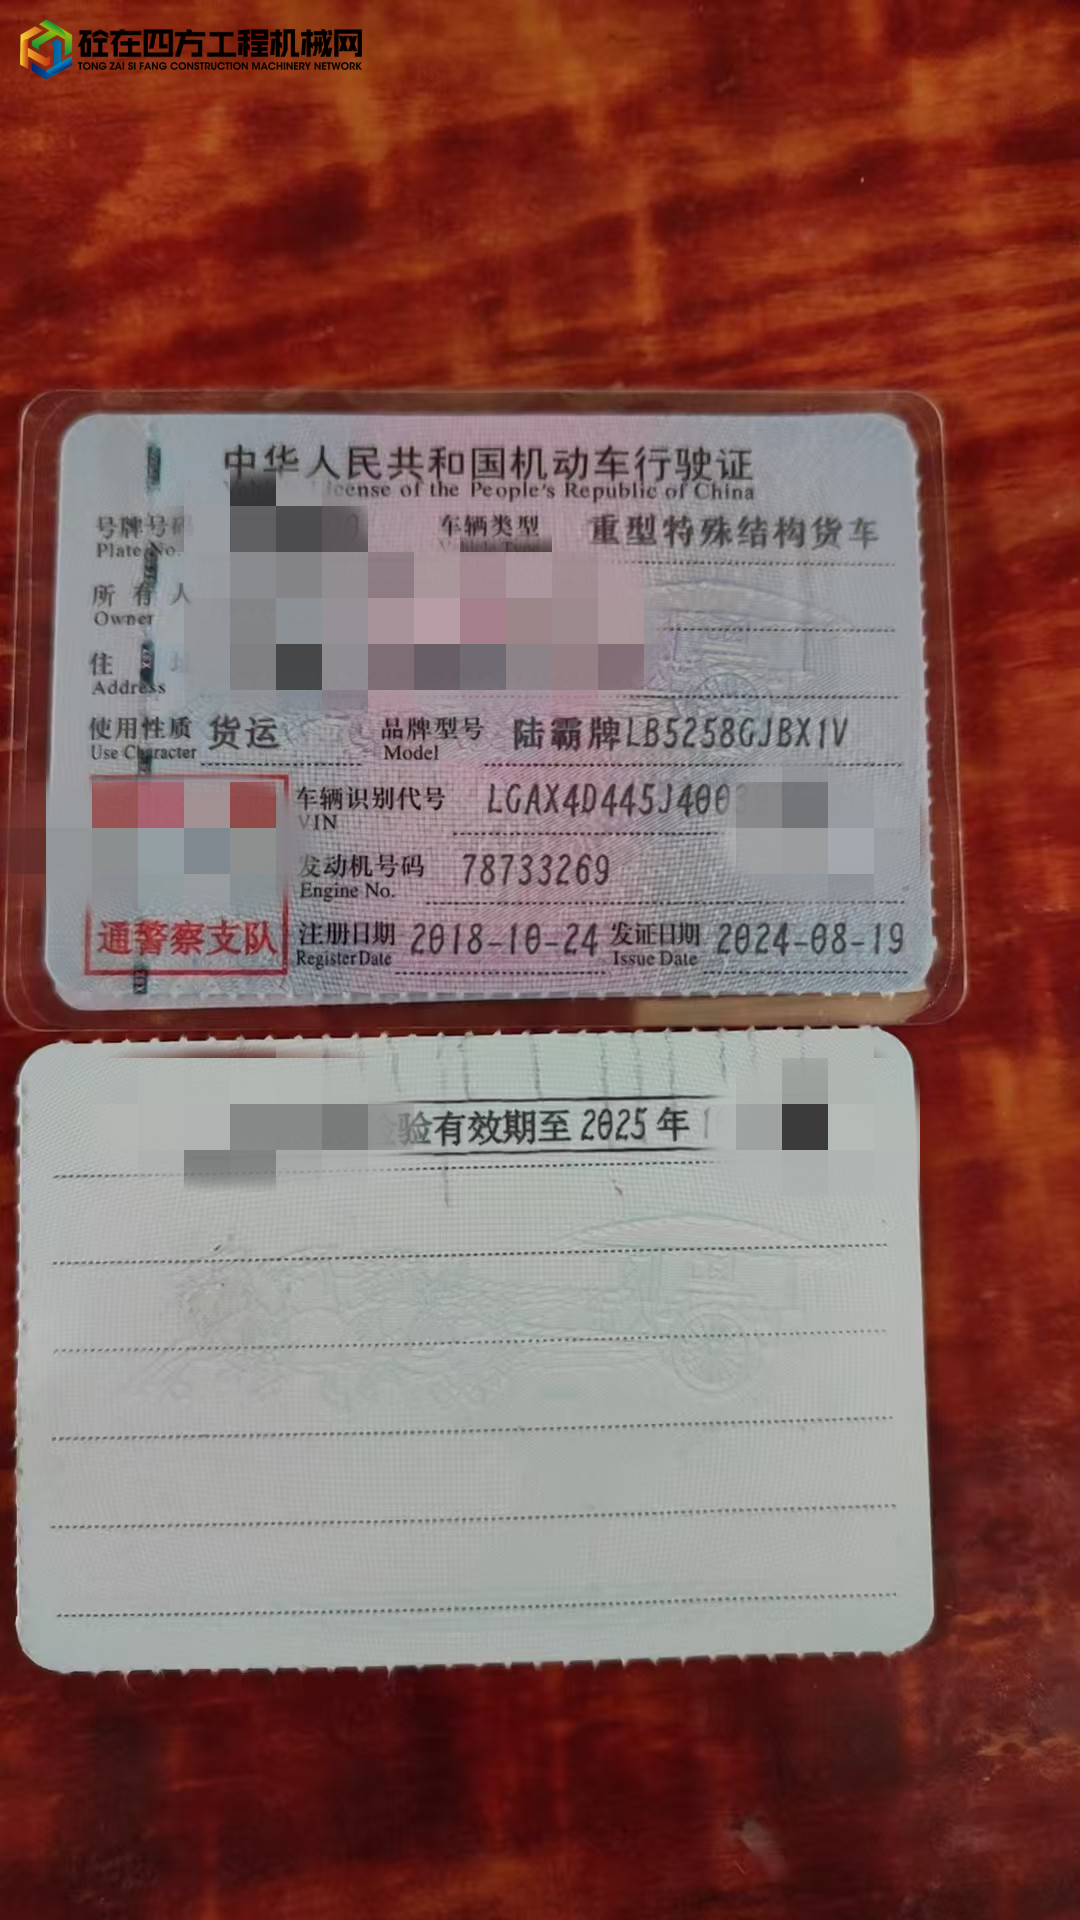 砼在四方工程机械网
TONG ZAI SI FANG CONSTRUCTION MACHINERY NETWORK
中华人民共和国机动车行驶证
License of the People's Republic of China
号牌号码 车辆类型 重型特殊结构货车
Plate No. Vehicle Type
所有人
Owner
住
Address
使用性质 货运 品牌型号 陆霸牌LB5258GJBX1V
Use Character Model
车辆识别代号 LGAX4D445J400
VIN
发动机号码 78733269
Engine No.
通警察支队 注册日期 2018-10-24 发证日期 2024-08-19
Register Date Issue Date
验有效期至2025年